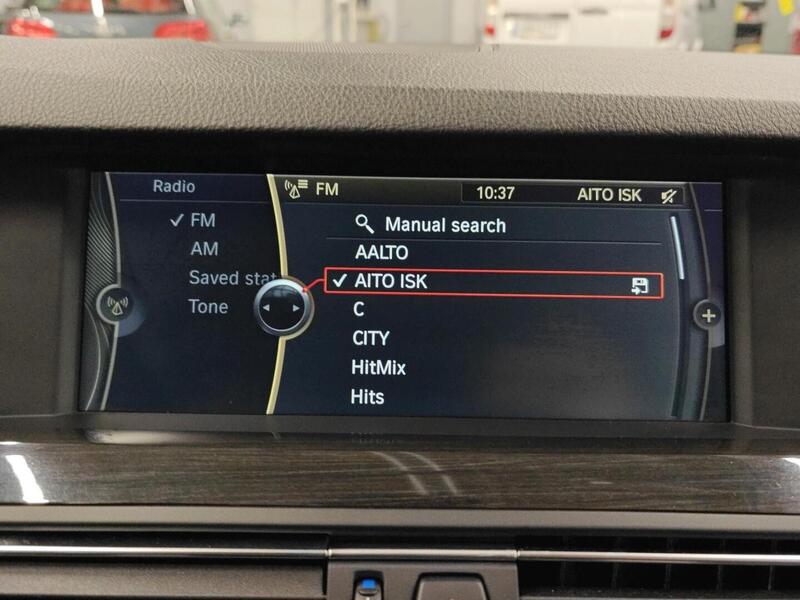 Radio
FM
AM
Saved stat
Tone
FM 10:37 AITO ISK
Manual search
AALTO
AITO ISK
C
CITY
HitMix
Hits